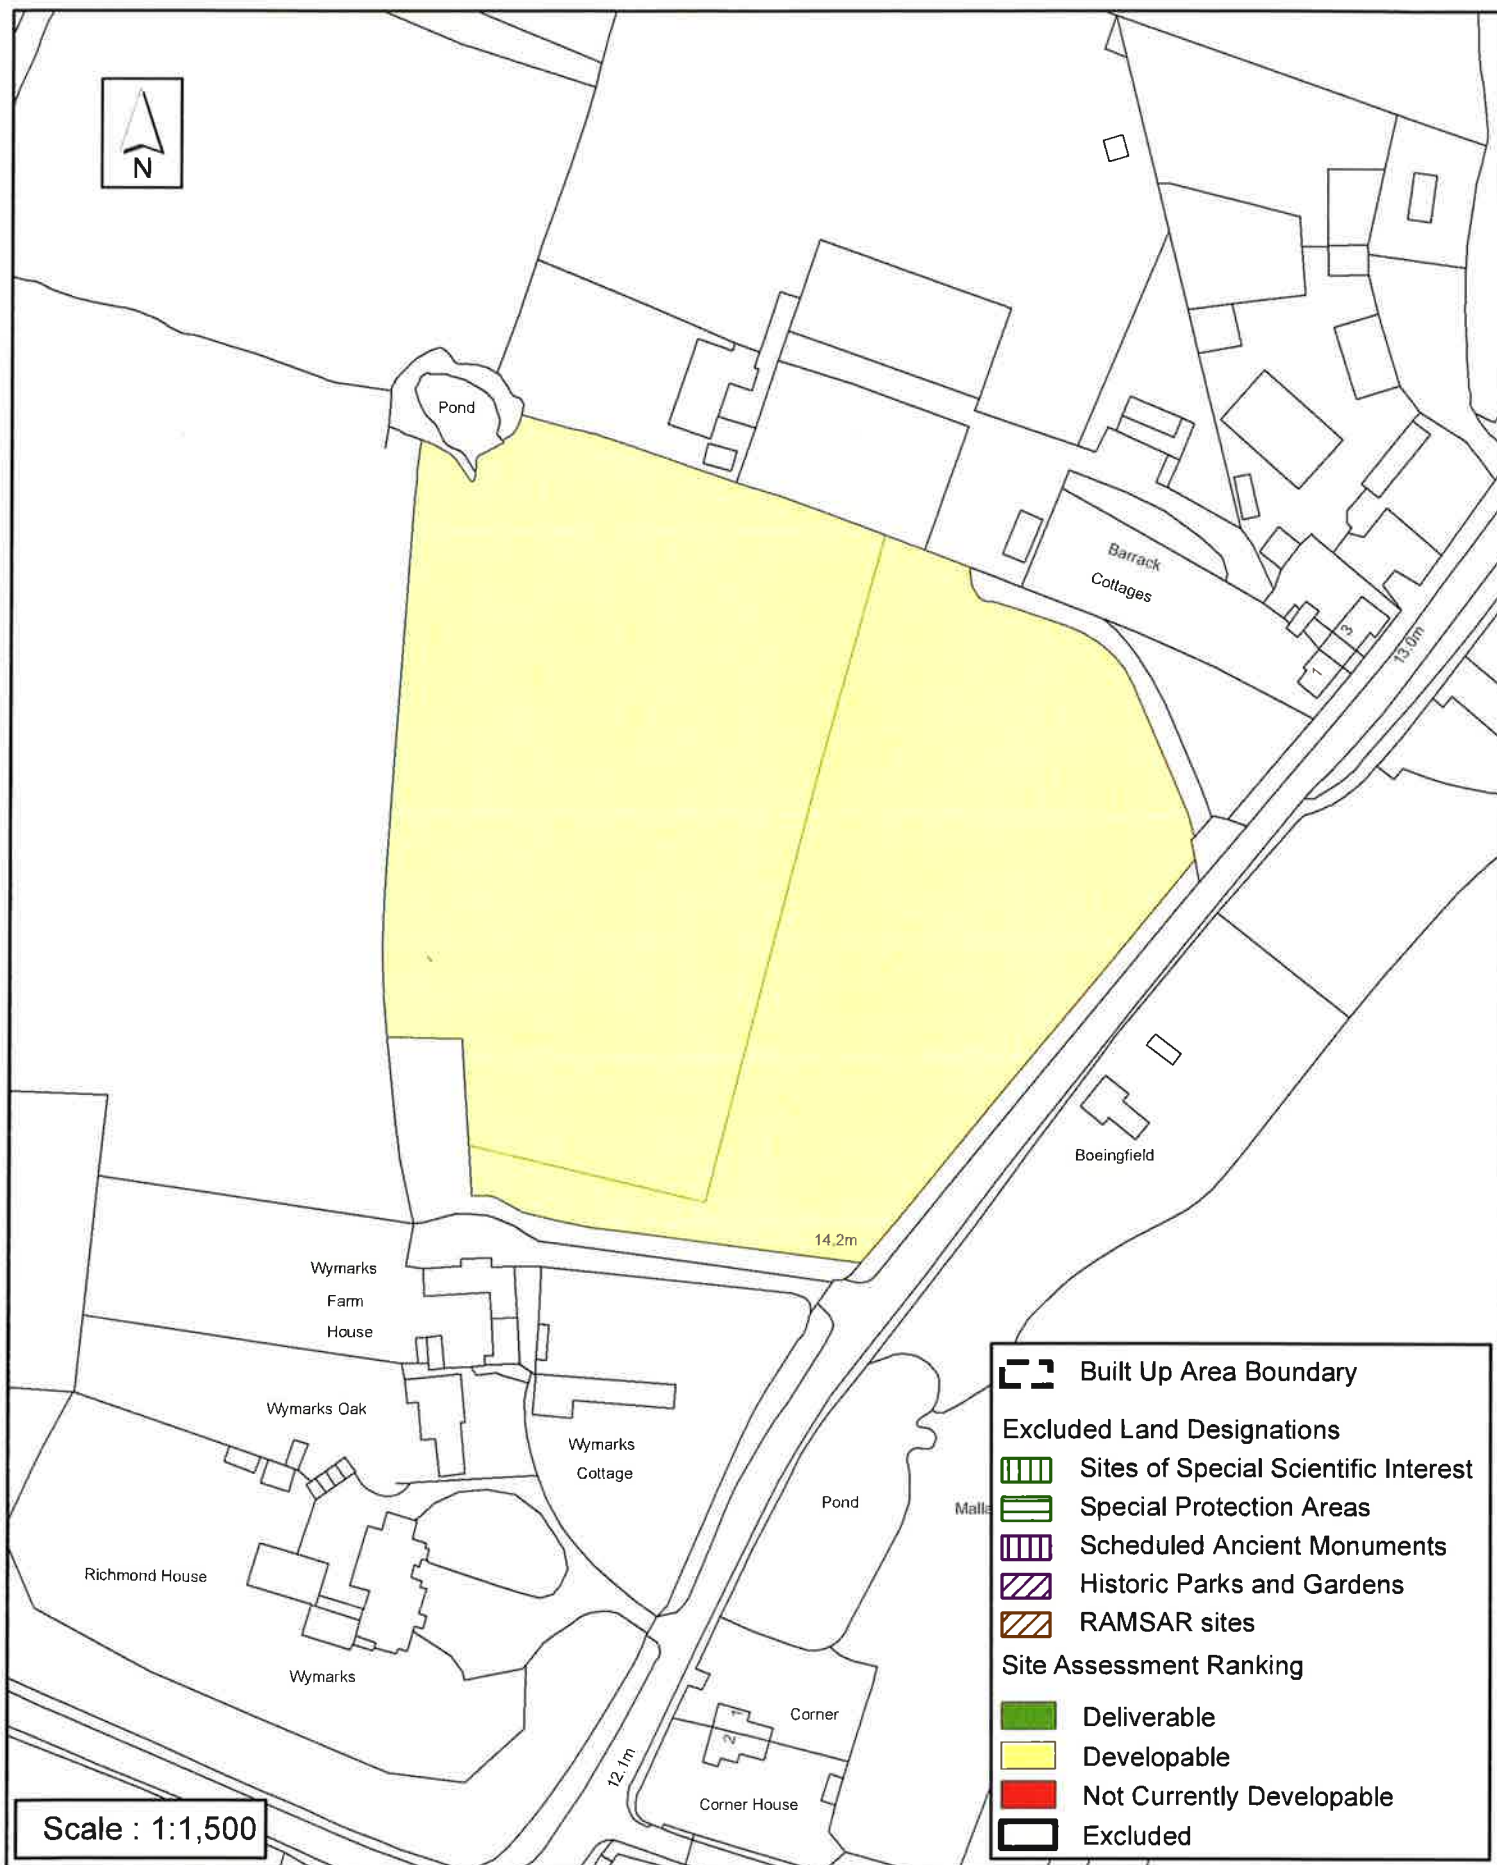 N
Pond
Barrack
Cottages
3
1
13.0m
Boeingfield
14.2m
Wymarks
Farm
House
Wymarks Oak
Wymarks
Cottage
Pond
Malla
Richmond House
Wymarks
1
2
Corner
12.1m
Corner House
Scale : 1:1,500
Built Up Area Boundary
Excluded Land Designations
Sites of Special Scientific Interest
Special Protection Areas
Scheduled Ancient Monuments
Historic Parks and Gardens
RAMSAR sites
Site Assessment Ranking
Deliverable
Developable
Not Currently Developable
Excluded